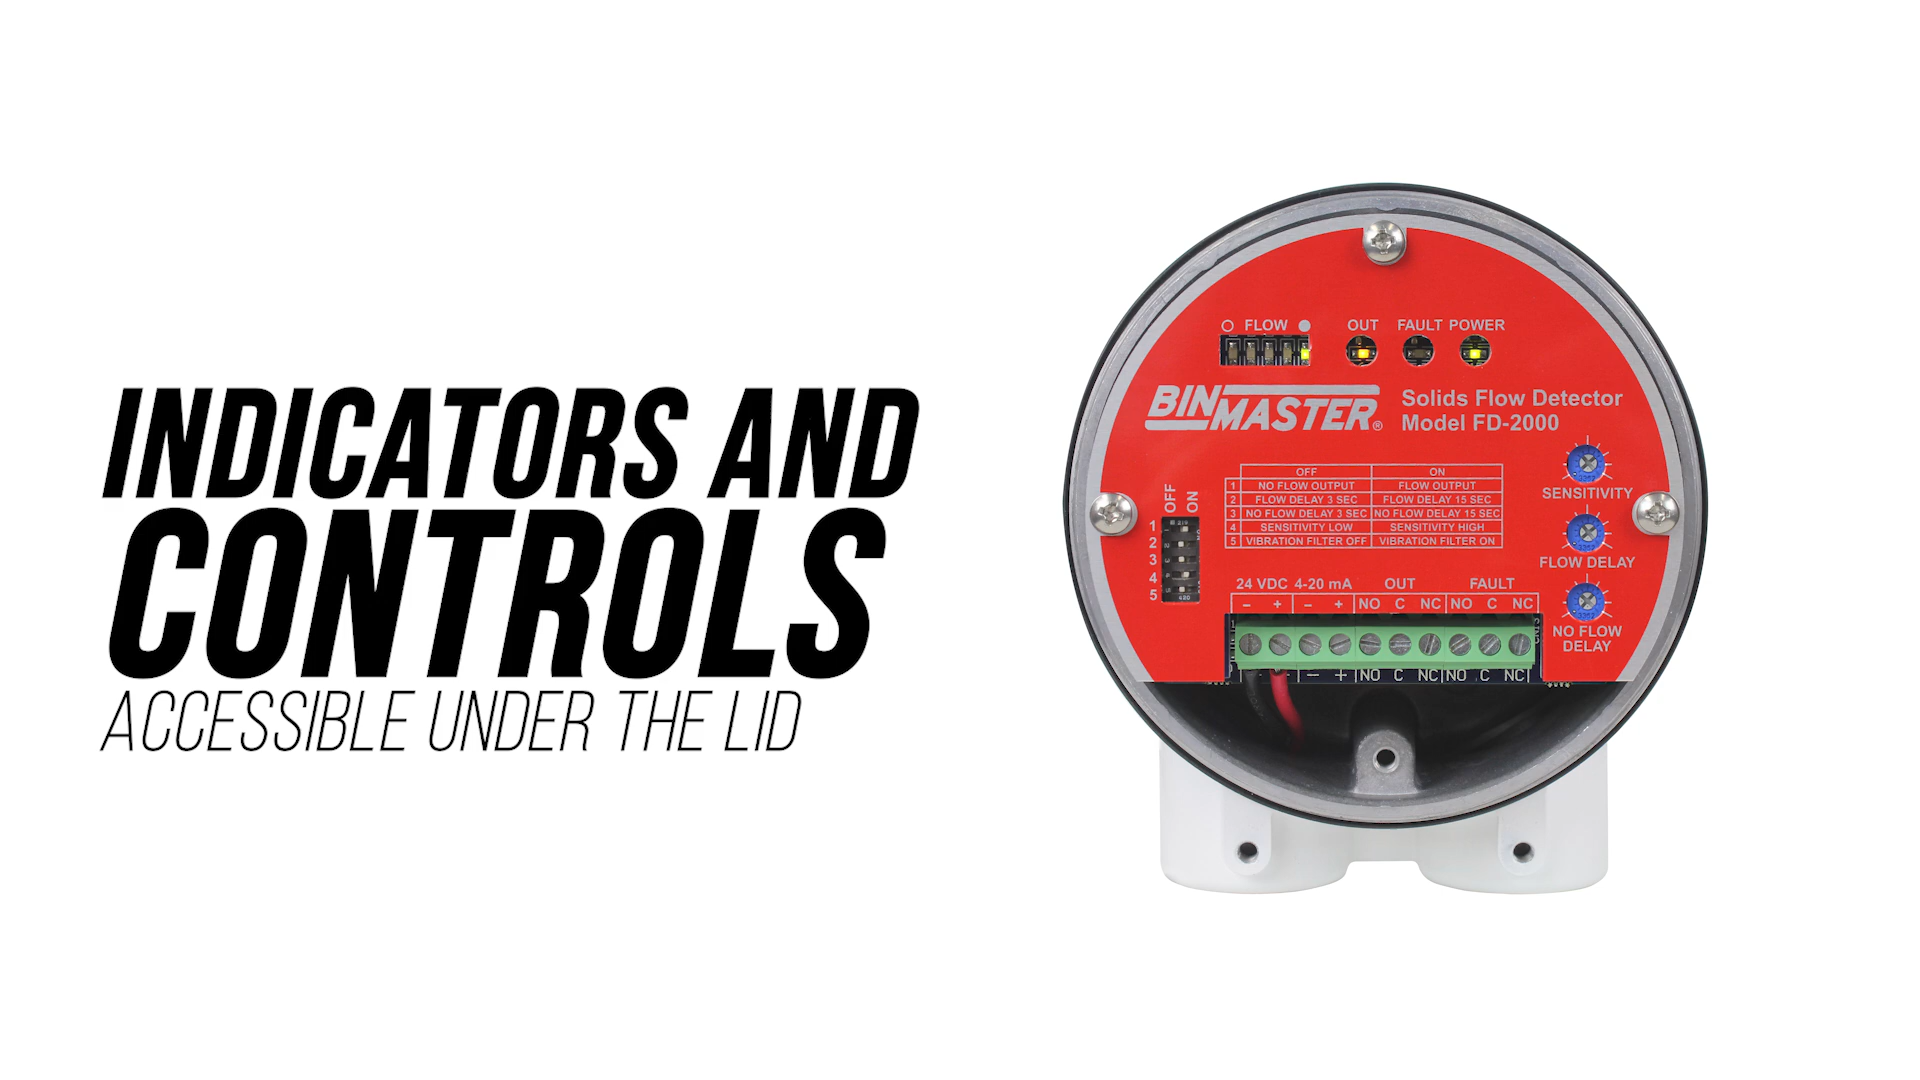 INDICATORS AND
CONTROLS
ACCESSIBLE UNDER THE LID
FLOW OUT FAULT POWER
BINMASTER®
Solids Flow Detector
Model FD-2000
OFF ON
1 NO FLOW OUTPUT FLOW OUTPUT
2 FLOW DELAY 3 SEC FLOW DELAY 15 SEC
3 NO FLOW DELAY 3 SEC NO FLOW DELAY 15 SEC
4 SENSITIVITY LOW SENSITIVITY HIGH
5 VIBRATION FILTER OFF VIBRATION FILTER ON
OFF
ON
1
2
3
4
5
SENSITIVITY
FLOW DELAY
NO FLOW
DELAY
24 VDC 4-20 mA OUT FAULT
– + – + NO C NC NO C NC
– + NO C NC NO C NC